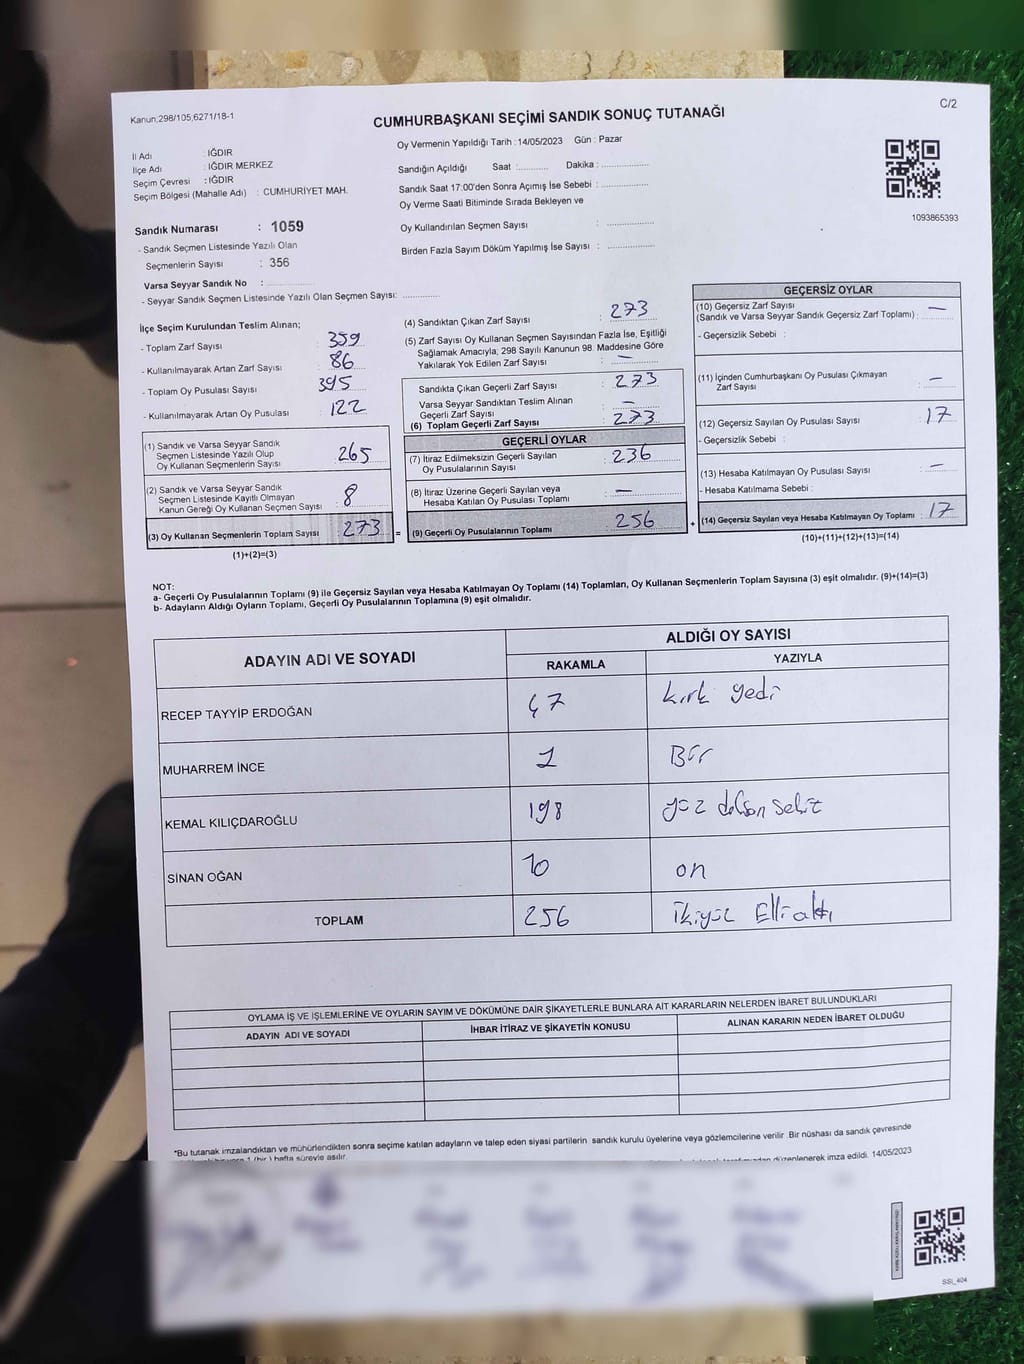 Kanun;298/105;6271/18-1
C/2
CUMHURBAŞKANI SEÇİMİ SANDIK SONUÇ TUTANAĞI
Oy Vermenin Yapıldığı Tarih :14/05/2023 Gün : Pazar
İl Adı : IĞDIR
İlçe Adı : IĞDIR MERKEZ
Seçim Çevresi : IĞDIR
Seçim Bölgesi (Mahalle Adı) : CUMHURİYET MAH.
Sandığın Açıldığı Saat :........... Dakika :................
Sandık Saat 17:00'den Sonra Açımış İse Sebebi :................
Oy Verme Saati Bitiminde Sırada Bekleyen ve
Oy Kullandırılan Seçmen Sayısı :................
Birden Fazla Sayım Döküm Yapılmış İse Sayısı :................
1093865393
Sandık Numarası : 1059
- Sandık Seçmen Listesinde Yazılı Olan
Seçmenlerin Sayısı : 356
Varsa Seyyar Sandık No :................
- Seyyar Sandık Seçmen Listesinde Yazılı Olan Seçmen Sayısı: ............
İlçe Seçim Kurulundan Teslim Alınan;
- Toplam Zarf Sayısı : 359
- Kullanılmayarak Artan Zarf Sayısı : 86
- Toplam Oy Pusulası Sayısı : 395
- Kullanılmayarak Artan Oy Pusulası : 122
(1) Sandık ve Varsa Seyyar Sandık
Seçmen Listesinde Yazılı Olup
Oy Kullanan Seçmenlerin Sayısı : 265
(2) Sandık ve Varsa Seyyar Sandık
Seçmen Listesinde Kayıtlı Olmayan
Kanun Gereği Oy Kullanan Seçmen Sayısı : 8
(3) Oy Kullanan Seçmenlerin Toplam Sayısı : 273 =
(1)+(2)=(3)
(4) Sandıktan Çıkan Zarf Sayısı : 273
(5) Zarf Sayısı Oy Kullanan Seçmen Sayısından Fazla İse, Eşitliği
Sağlamak Amacıyla; 298 Sayılı Kanunun 98. Maddesine Göre
Yakılarak Yok Edilen Zarf Sayısı : —
Sandıkta Çıkan Geçerli Zarf Sayısı : 273
Varsa Seyyar Sandıktan Teslim Alınan
Geçerli Zarf Sayısı : —
(6) Toplam Geçerli Zarf Sayısı : 273
GEÇERLİ OYLAR
(7) İtiraz Edilmeksizin Geçerli Sayılan
Oy Pusulalarının Sayısı : 236
(8) İtiraz Üzerine Geçerli Sayılan veya
Hesaba Katılan Oy Pusulası Toplamı : —
(9) Geçerli Oy Pusulalarının Toplamı : 256 +
GEÇERSİZ OYLAR
(10) Geçersiz Zarf Sayısı
(Sandık ve Varsa Seyyar Sandık Geçersiz Zarf Toplamı) : —
- Geçersizlik Sebebi :
(11) İçinden Cumhurbaşkanı Oy Pusulası Çıkmayan
Zarf Sayısı : —
(12) Geçersiz Sayılan Oy Pusulası : 17
- Geçersizlik Sebebi :
(13) Hesaba Katılmayan Oy Pusulası Sayısı : —
- Hesaba Katılmama Sebebi :
(14) Geçersiz Sayılan veya Hesaba Katılmayan Oy Toplamı : 17
(10)+(11)+(12)+(13)=(14)
NOT:
a- Geçerli Oy Pusulalarının Toplamı (9) ile Geçersiz Sayılan veya Hesaba Katılmayan Oy Toplamı (14) Toplamları, Oy Kullanan Seçmenlerin Toplam Sayısına (3) eşit olmalıdır. (9)+(14)=(3)
b- Adayların Aldığı Oyların Toplamı, Geçerli Oy Pusulalarının Toplamına (9) eşit olmalıdır.
ADAYIN ADI VE SOYADI ALDIĞI OY SAYISI
RAKAMLA YAZIYLA
RECEP TAYYİP ERDOĞAN 47 kırk yedi
MUHARREM İNCE 1 Bir
KEMAL KILIÇDAROĞLU 198 yüz doksan sekiz
SİNAN OĞAN 10 on
TOPLAM 256 İkiyüz Elli altı
OYLAMA İŞ VE İŞLEMLERİNE VE OYLARIN SAYIM VE DÖKÜMÜNE DAİR ŞİKAYETLERLE BUNLARA AİT KARARLARIN NELERDEN İBARET BULUNDUKLARI
ADAYIN ADI VE SOYADI İHBAR İTİRAZ VE ŞİKAYETİN KONUSU ALINAN KARARIN NEDEN İBARET OLDUĞU
"Bu tutanak imzalandıktan ve mühürlendikten sonra seçime katılan adayların ve talep eden siyasi partilerin sandık kurulu üyelerine veya gözlemcilerine verilir .Bir nüshası da sandık çevresinde
1 (bir ) hafta süreyle asılır. düzenlenerek imza edildi. 14/05/2023
SSI_404